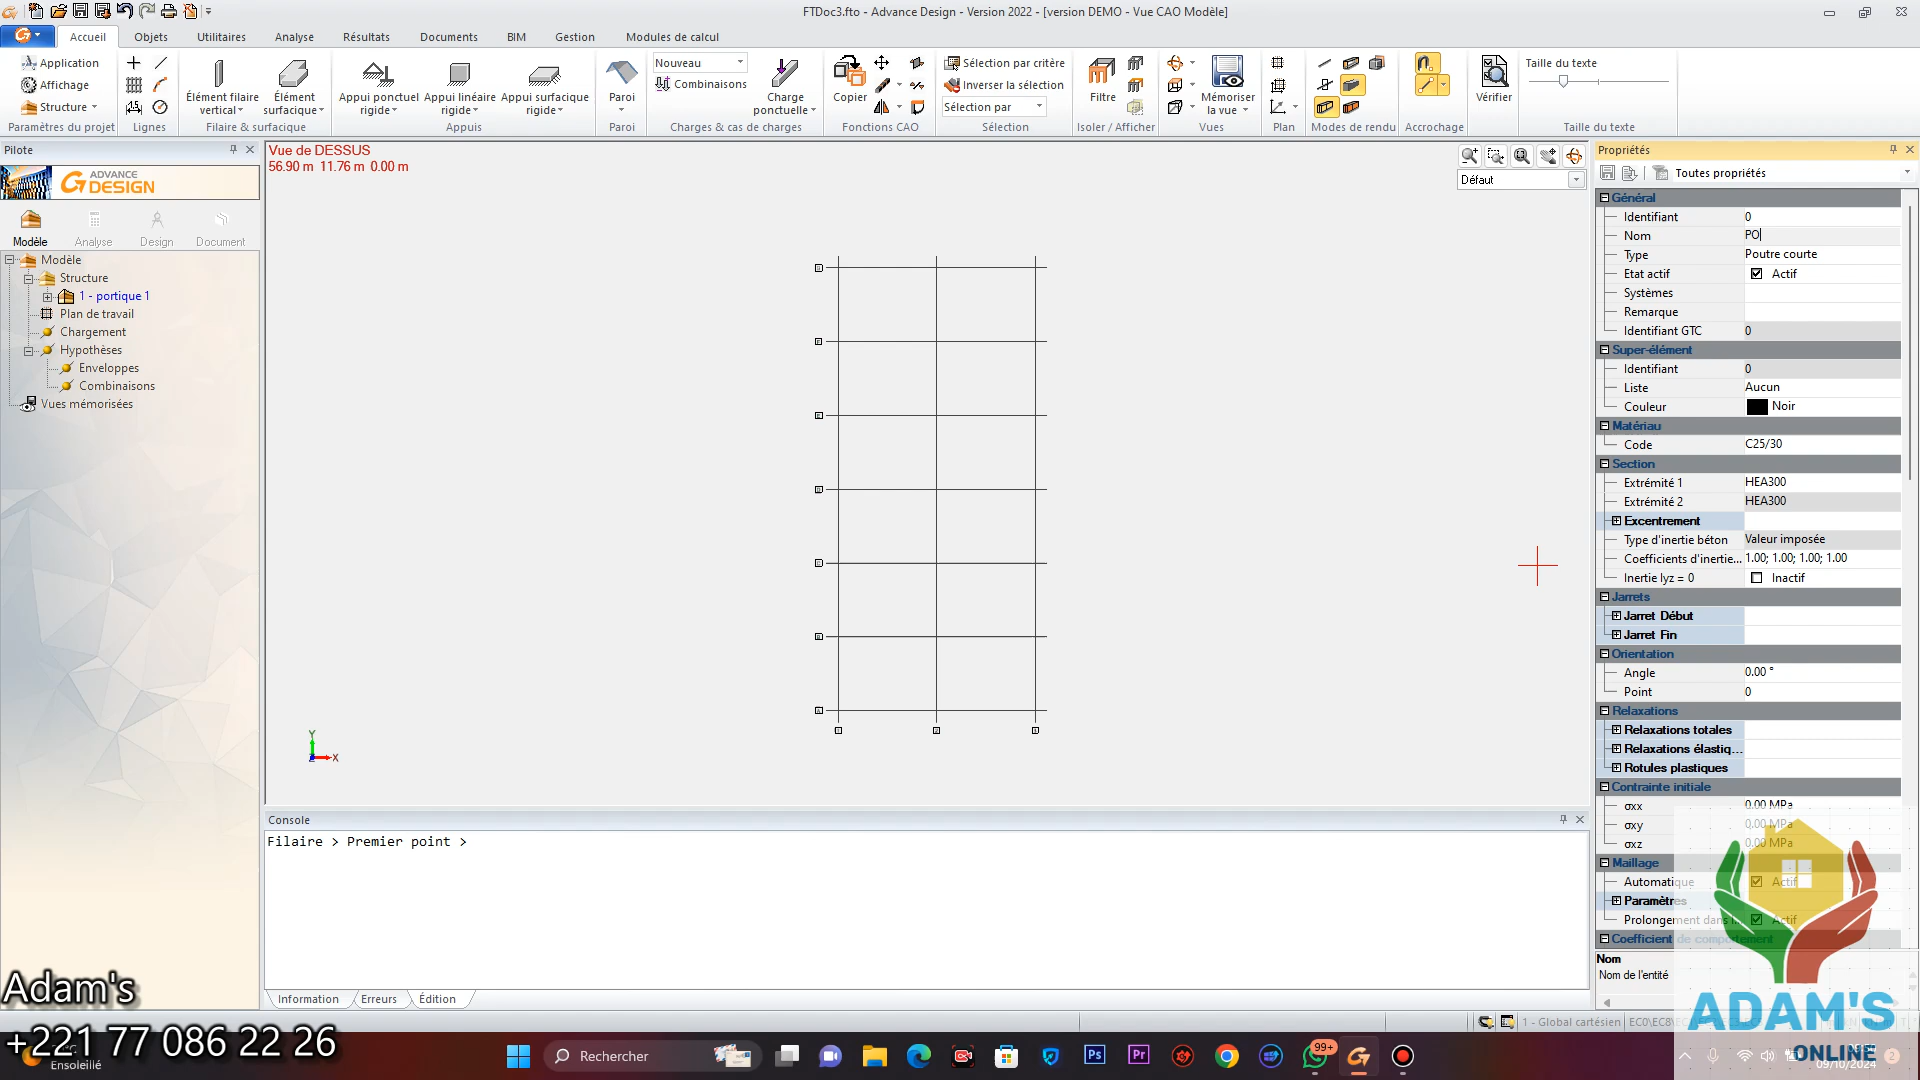 FTDoc3.fto - Advance Design - Version 2022 - [version DEMO - Vue CAO Modèle]
Accueil Objets Utilitaires Analyse Résultats Documents BIM Gestion Modules de calcul
Application
Affichage
Structure
Paramètres du projet
Lignes
Élément filaire vertical
Élément surfacique
Filaire & surfacique
Appui ponctuel rigide
Appui linéaire rigide
Appui surfacique rigide
Appuis
Paroi
Paroi
Nouveau
Combinaisons
Charge ponctuelle
Charges & cas de charges
Copier
Fonctions CAO
Sélection par critère
Inverser la sélection
Sélection par
Sélection
Filtre
Isoler / Afficher
Mémoriser la vue
Vues
Plan
Modes de rendu
Accrochage
Vérifier
Taille du texte
Taille du texte
Pilote
ADVANCE
DESIGN
Modèle Analyse Design Document
Modèle
Structure
1 - portique 1
Plan de travail
Chargement
Hypothèses
Enveloppes
Combinaisons
Vues mémorisées
Vue de DESSUS
56.90 m 11.76 m 0.00 m
Défaut
Y
X
Console
Filaire > Premier point >
Information Erreurs Édition
Propriétés
Toutes propriétés
Général
Identifiant 0
Nom PO
Type Poutre courte
Etat actif Actif
Systèmes
Remarque
Identifiant GTC 0
Super-élément
Identifiant 0
Liste Aucun
Couleur Noir
Matériau
Code C25/30
Section
Extrémité 1 HEA300
Extrémité 2 HEA300
Excentrement
Type d'inertie béton Valeur imposée
Coefficients d'inertie... 1.00; 1.00; 1.00; 1.00
Inertie Iyz = 0 Inactif
Jarrets
Jarret Début
Jarret Fin
Orientation
Angle 0.00 °
Point 0
Relaxations
Relaxations totales
Relaxations élastiq...
Rotules plastiques
Contrainte initiale
σxx 0.00 MPa
σxy 0.00 MPa
σxz 0.00 MPa
Maillage
Automatique Actif
Paramètres
Prolongement dans Actif
Coefficient de comportement
Nom
Nom de l'entité
1 - Global cartésien
Adam's
+221 77 086 22 26
Ensoleillé
Rechercher
Ps
Pr
99+
09/10/2024
2
ADAM'S
ONLINE